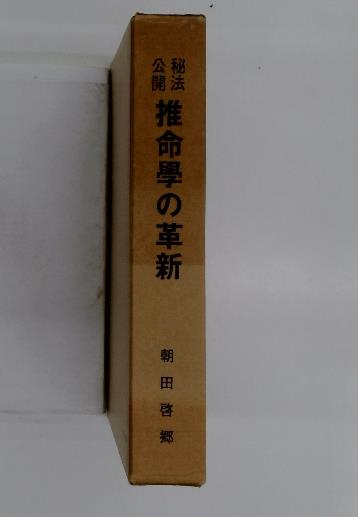 秘法
公開
推命學の革新
朝田啓郷